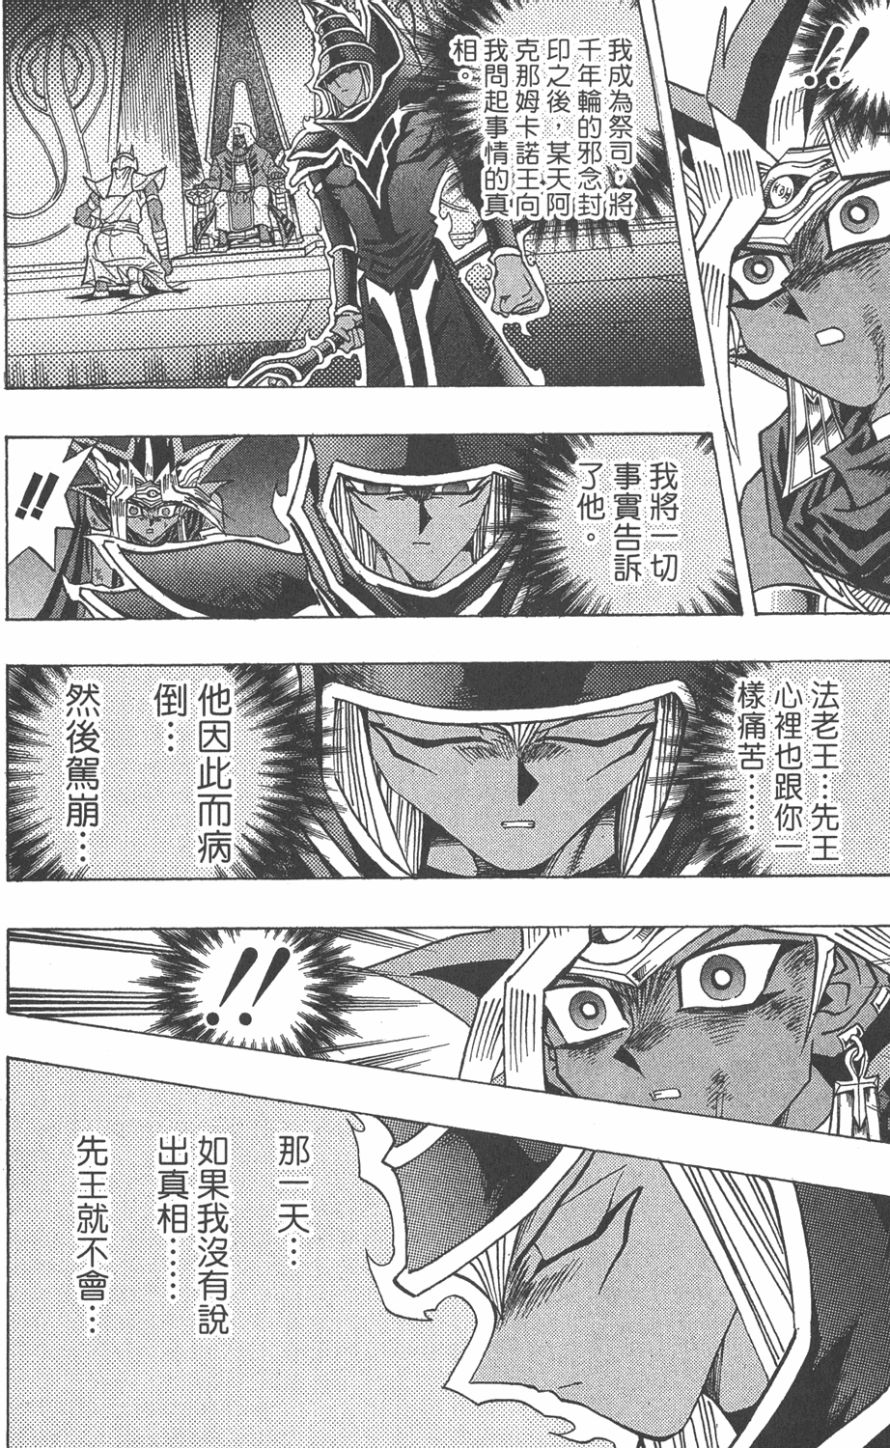 !!
我成為祭司，將
千年輪的邪念封
印之後，某天阿
克那姆卡諾王向
我問起事情的真
相。
我將一切
事實告訴
了他。
!!
法老王…先王
心裡也跟你一
樣痛苦……
他因此而病
倒…
然後駕崩…
!!
那一天…
如果我沒有說
出真相……
先王就不會…